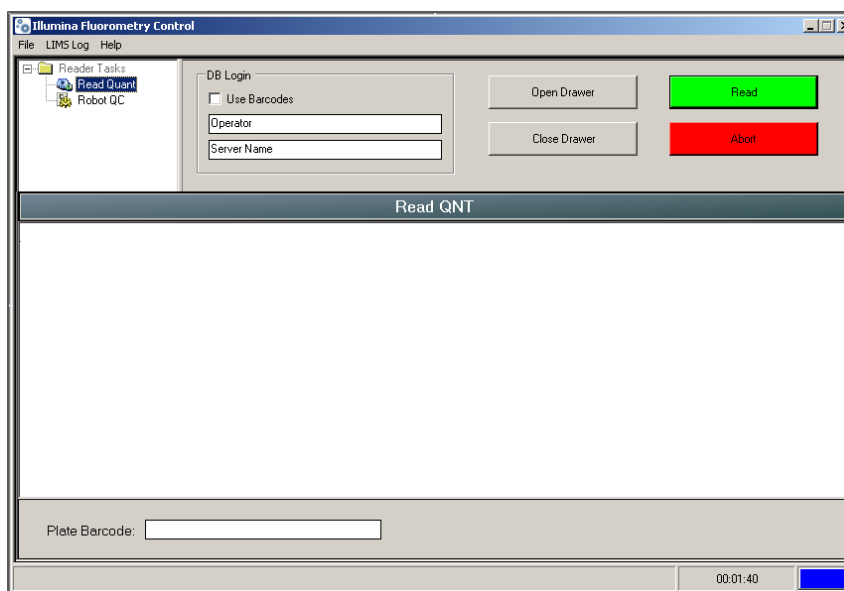 Illumina Fluorometry Control
File LIMS Log Help
Reader Tasks
Read Quant
Robot QC
DB Login
Use Barcodes
Operator
Server Name
Open Drawer
Read
Close Drawer
Abort
Read QNT
Plate Barcode:
00:01:40